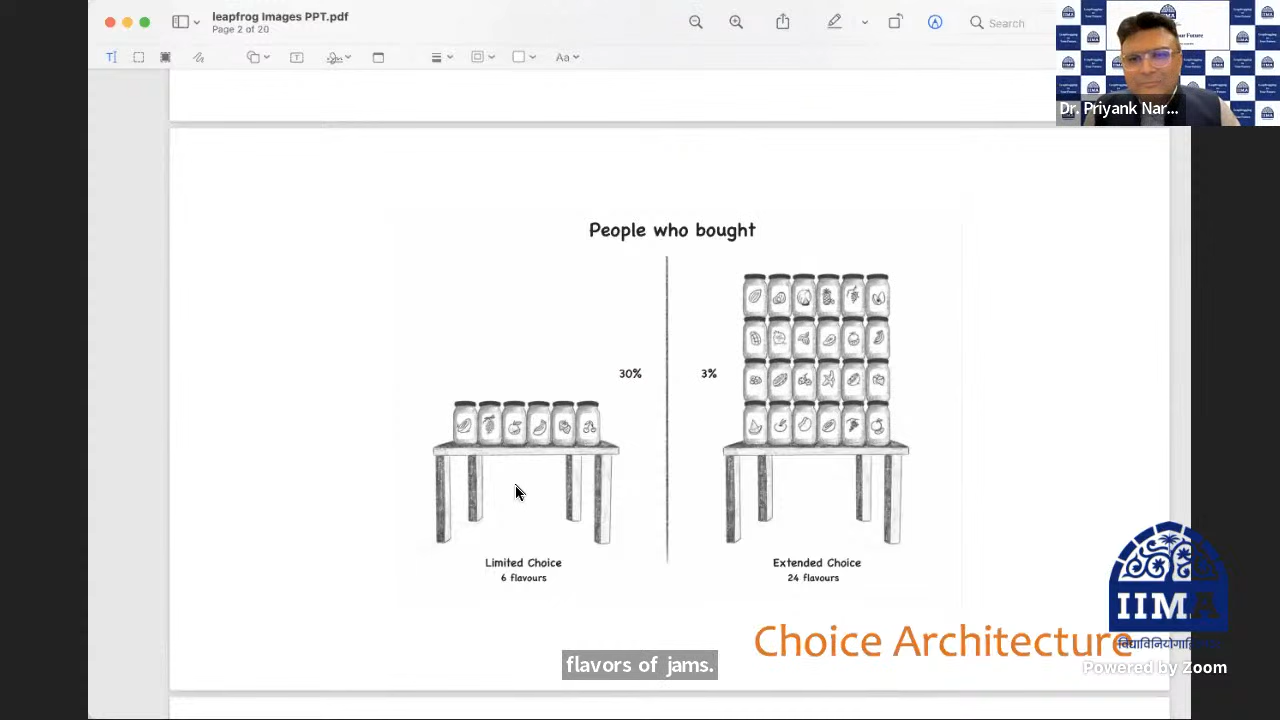 leapfrog Images PPT.pdf
Page 2 of 20
Search
Aa
Dr. Priyank Nar...
People who bought
30%
3%
Limited Choice
6 flavours
Extended Choice
24 flavours
Choice Architecture
IIMA
flavors of jams.
Powered by Zoom